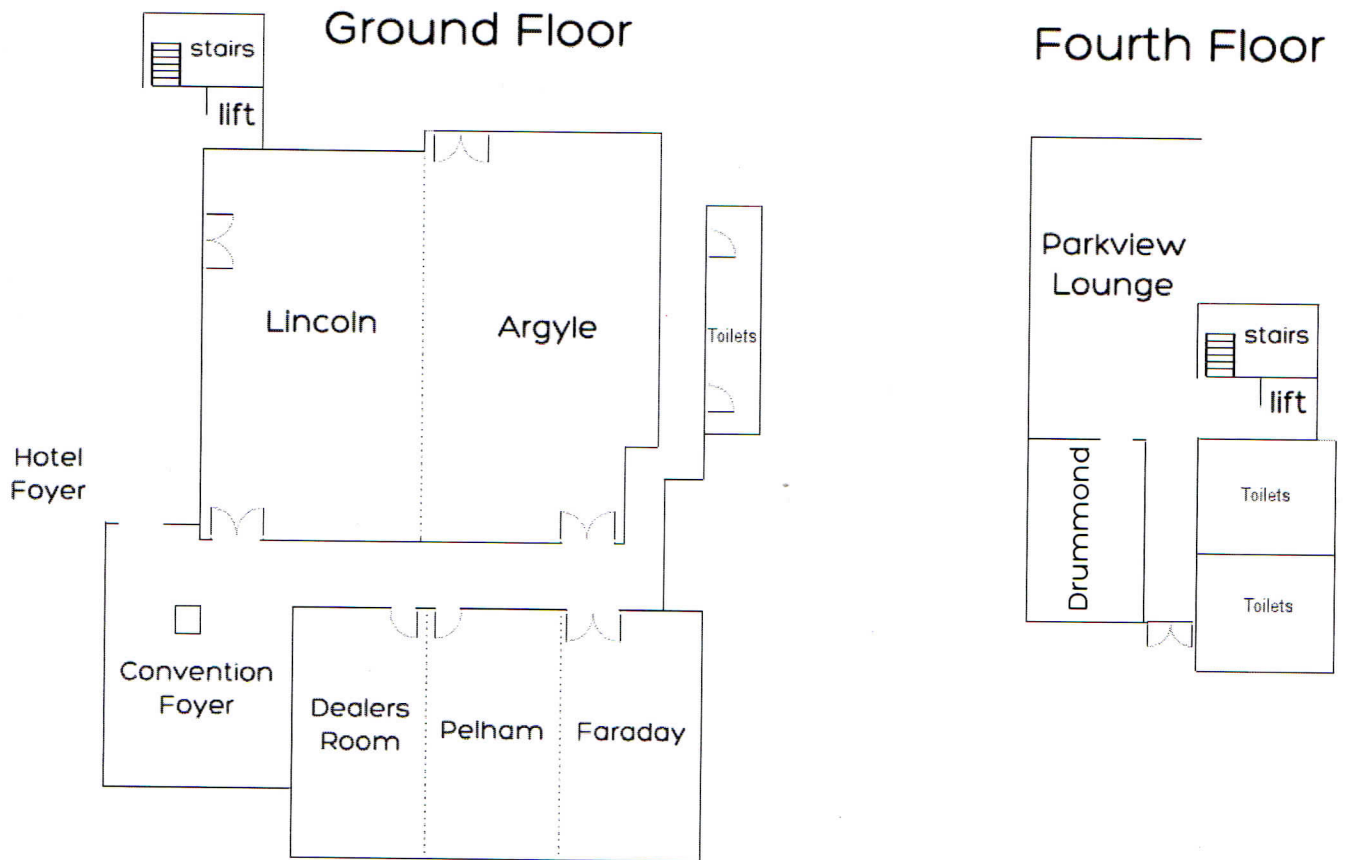 Ground Floor
stairs
lift
Lincoln
Argyle
Toilets
Hotel
Foyer
Convention
Foyer
Dealers
Room
Pelham
Faraday
Fourth Floor
Parkview
Lounge
stairs
lift
Drummond
Toilets
Toilets